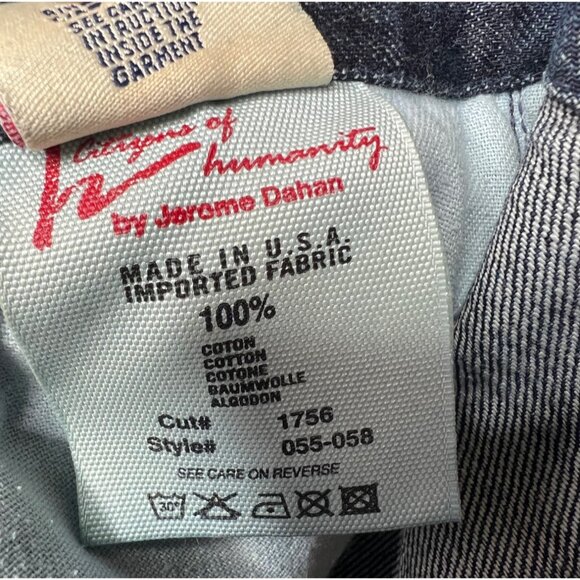 SEE CARE
INTRUCTION
INSIDE THE
GARMENT
Citizens of
humanity
by Jerome Dahan
MADE IN U.S.A.
IMPORTED FABRIC
100%
COTON
COTTON
COTONE
BAUMWOLLE
ALGODON
Cut# 1756
Style# 055-058
SEE CARE ON REVERSE
30°